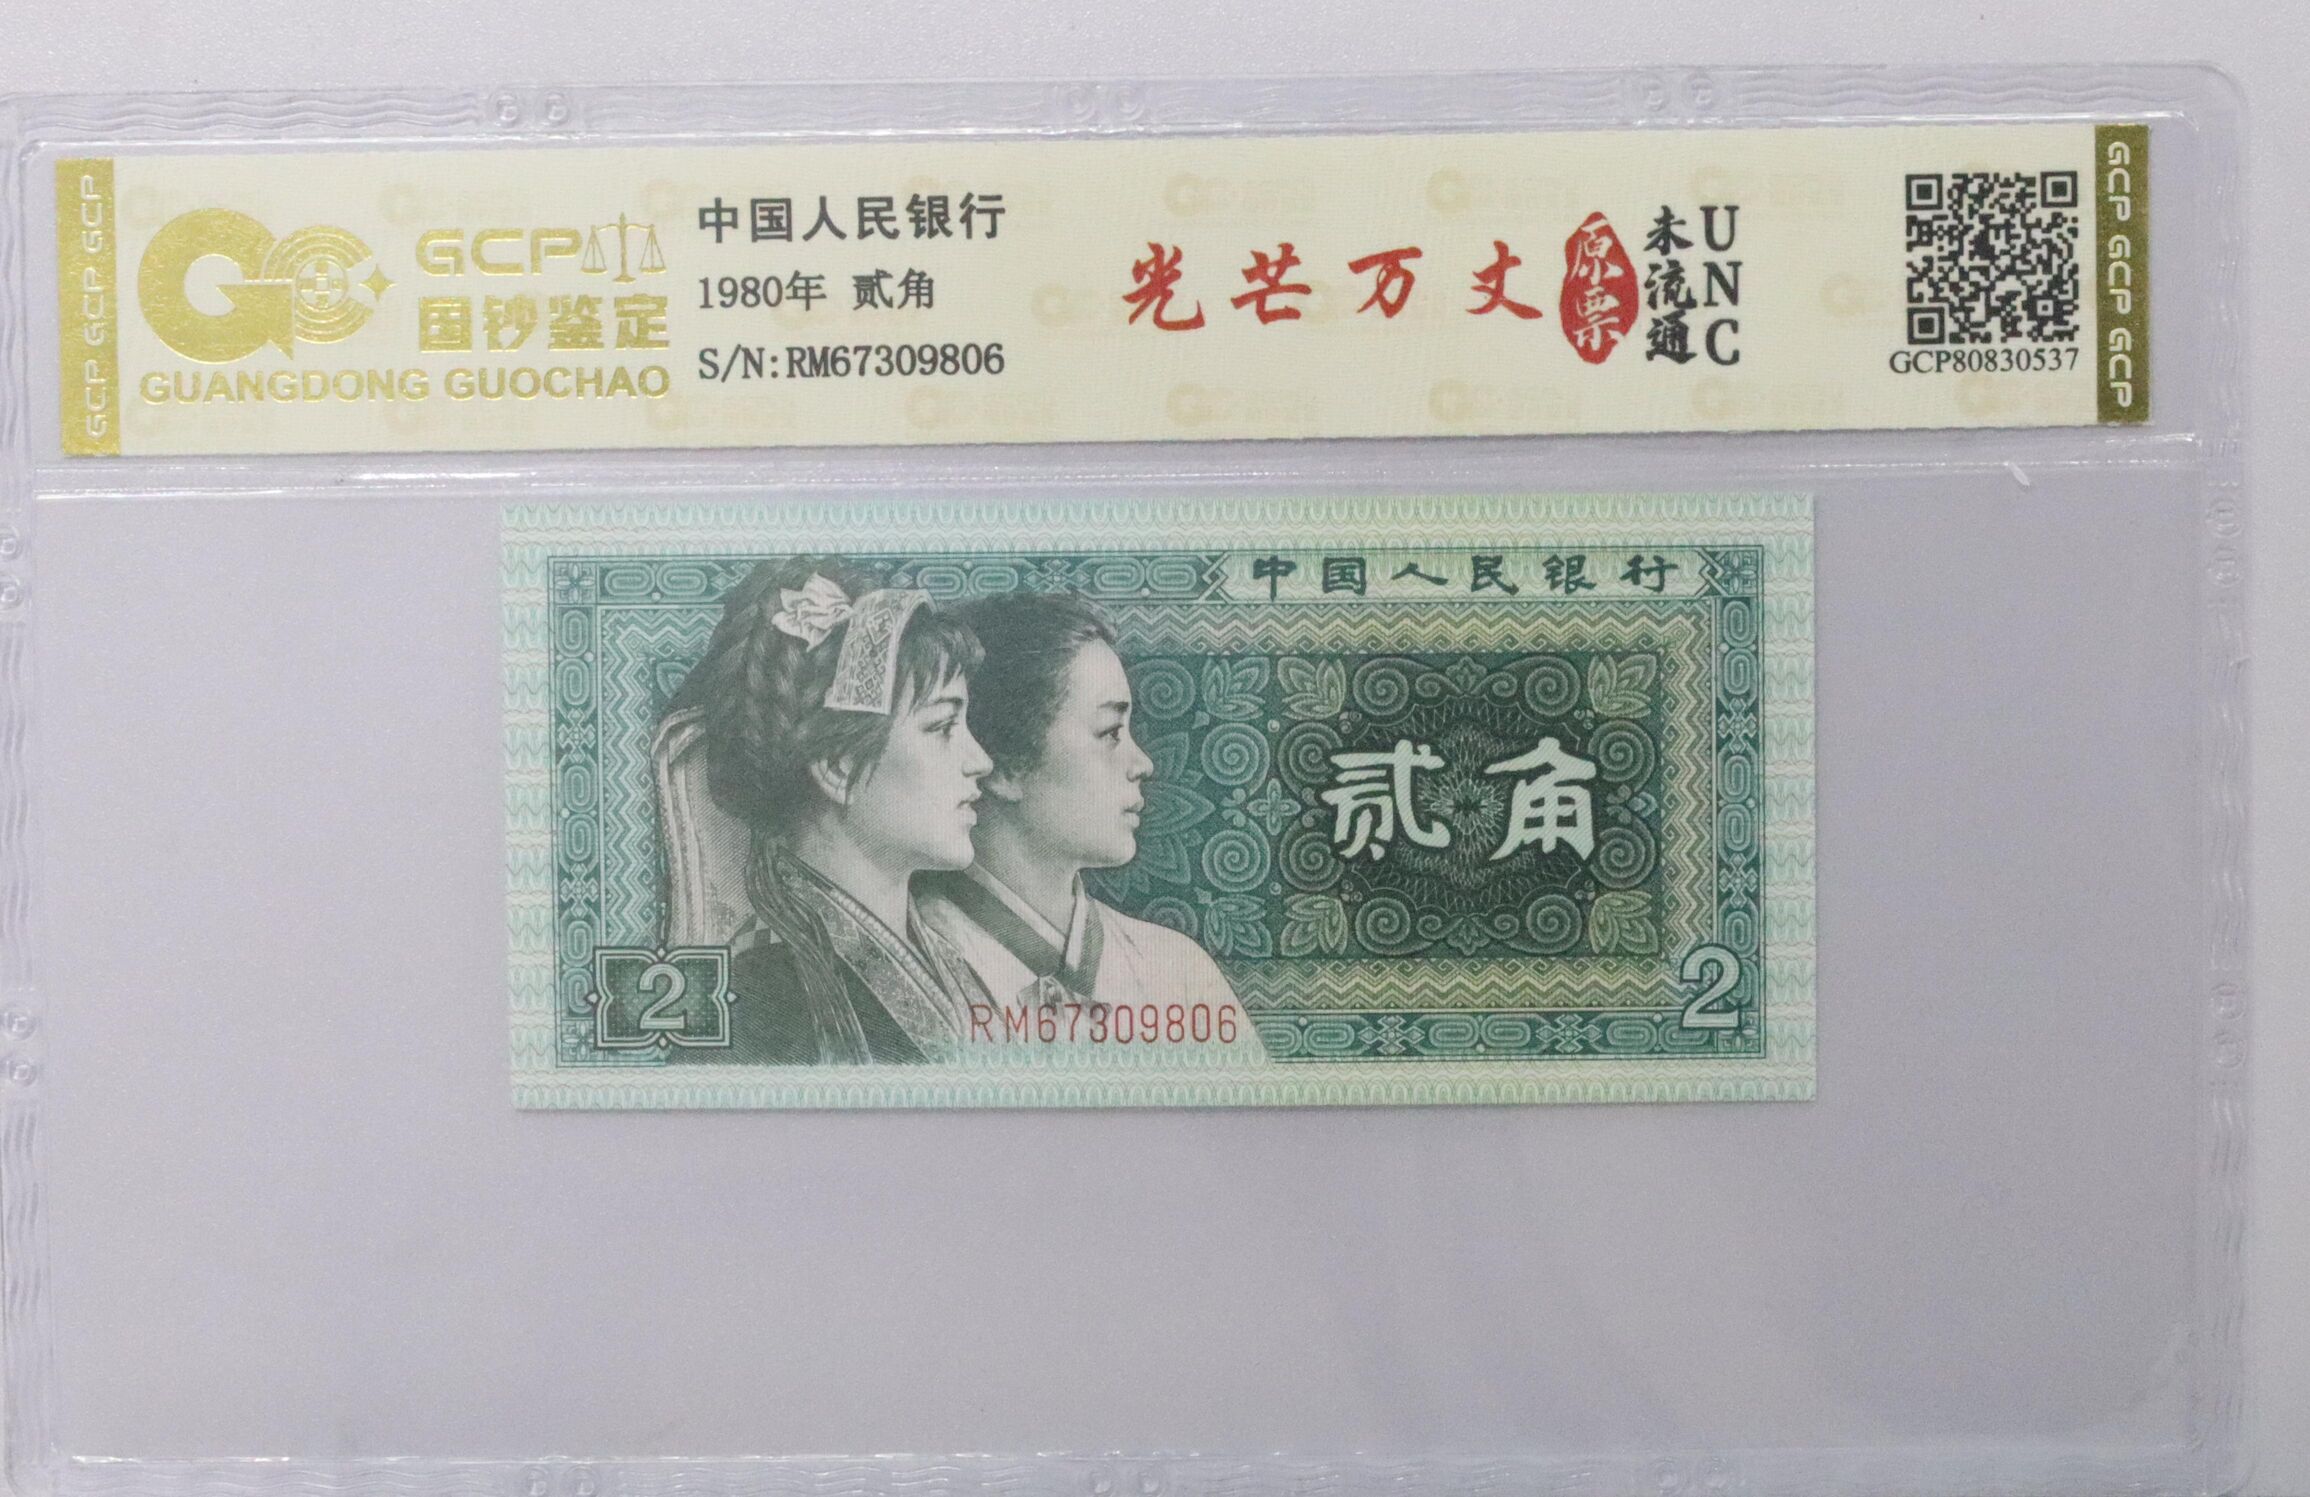 GCP GCP GCP
GCP
国钞鉴定
GUANGDONG GUOCHAO
中国人民银行
1980年 贰角
S/N:RM67309806
光芒万丈
原票
未流通
UNC
GCP80830537
GCP GCP GCP
中国人民银行
贰角
2
RM67309806
2